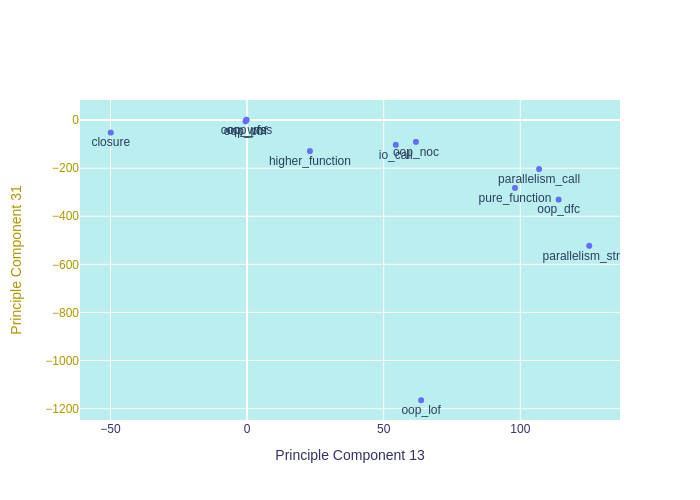 0
−200
−400
−600
−800
−1000
−1200
−50
0
50
100
Principle Component 13
Principle Component 31
closure
higher_function
io_call
oop_noc
parallelism_call
pure_function
oop_dfc
parallelism_str
oop_lof